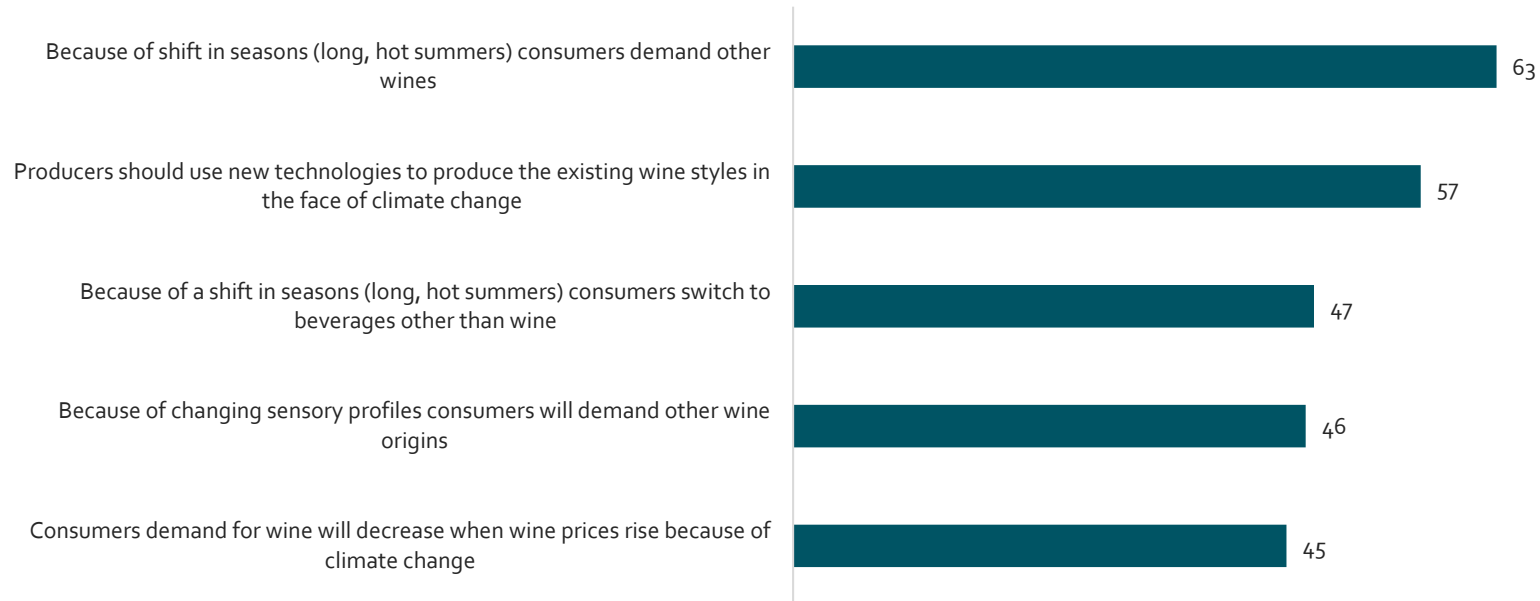 Because of shift in seasons (long, hot summers) consumers demand other
wines
63
Producers should use new technologies to produce the existing wine styles in
the face of climate change
57
Because of a shift in seasons (long, hot summers) consumers switch to
beverages other than wine
47
Because of changing sensory profiles consumers will demand other wine
origins
46
Consumers demand for wine will decrease when wine prices rise because of
climate change
45